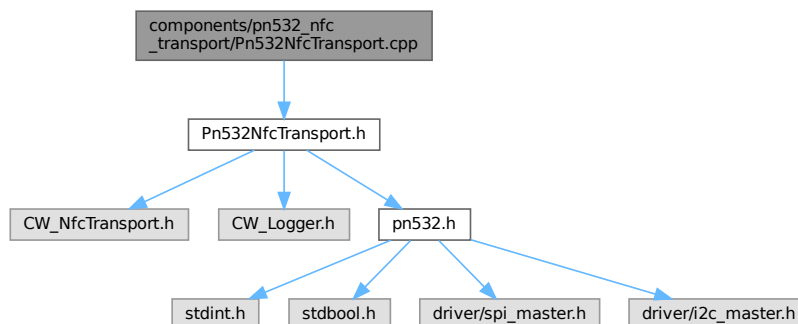 components/pn532_nfc
_transport/Pn532NfcTransport.cpp
Pn532NfcTransport.h
CW_NfcTransport.h
CW_Logger.h
pn532.h
stdint.h
stdbool.h
driver/spi_master.h
driver/i2c_master.h